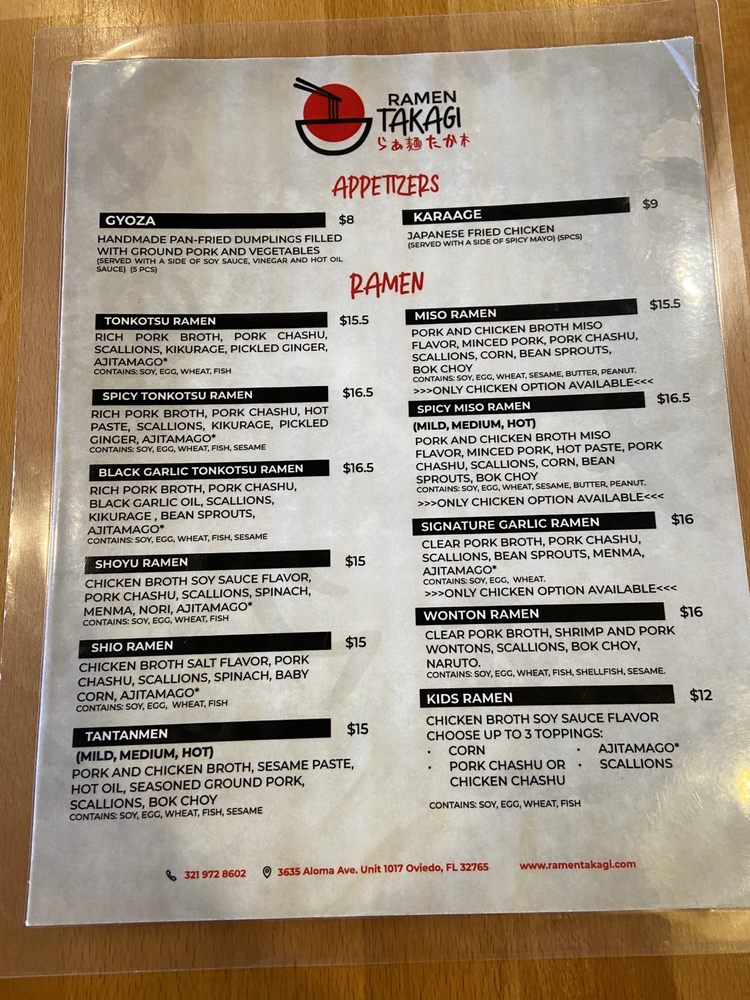 RAMEN
TAKAGI
らぁ麺たか木
APPETIZERS
GYOZA $8
HANDMADE PAN-FRIED DUMPLINGS FILLED
WITH GROUND PORK AND VEGETABLES
(SERVED WITH A SIDE OF SOY SAUCE, VINEGAR AND HOT OIL
SAUCE) (5 PCS)
KARAAGE $9
JAPANESE FRIED CHICKEN
(SERVED WITH A SIDE OF SPICY MAYO) (5PCS)
RAMEN
TONKOTSU RAMEN $15.5
RICH PORK BROTH, PORK CHASHU,
SCALLIONS, KIKURAGE, PICKLED GINGER,
AJITAMAGO*
CONTAINS: SOY, EGG, WHEAT, FISH
SPICY TONKOTSU RAMEN $16.5
RICH PORK BROTH, PORK CHASHU, HOT
PASTE, SCALLIONS, KIKURAGE, PICKLED
GINGER, AJITAMAGO*
CONTAINS: SOY, EGG, WHEAT, FISH, SESAME
BLACK GARLIC TONKOTSU RAMEN $16.5
RICH PORK BROTH, PORK CHASHU,
BLACK GARLIC OIL, SCALLIONS,
KIKURAGE , BEAN SPROUTS,
AJITAMAGO*
CONTAINS: SOY, EGG, WHEAT, FISH, SESAME
SHOYU RAMEN $15
CHICKEN BROTH SOY SAUCE FLAVOR,
PORK CHASHU, SCALLIONS, SPINACH,
MENMA, NORI, AJITAMAGO*
CONTAINS: SOY, EGG, WHEAT, FISH
SHIO RAMEN $15
CHICKEN BROTH SALT FLAVOR, PORK
CHASHU, SCALLIONS, SPINACH, BABY
CORN, AJITAMAGO*
CONTAINS: SOY, EGG, WHEAT, FISH
TANTANMEN $15
(MILD, MEDIUM, HOT)
PORK AND CHICKEN BROTH, SESAME PASTE,
HOT OIL, SEASONED GROUND PORK,
SCALLIONS, BOK CHOY
CONTAINS: SOY, EGG, WHEAT, FISH, SESAME
MISO RAMEN $15.5
PORK AND CHICKEN BROTH MISO
FLAVOR, MINCED PORK, PORK CHASHU,
SCALLIONS, CORN, BEAN SPROUTS,
BOK CHOY
CONTAINS: SOY, EGG, WHEAT, SESAME, BUTTER, PEANUT.
>>>ONLY CHICKEN OPTION AVAILABLE<<<
SPICY MISO RAMEN $16.5
(MILD, MEDIUM, HOT)
PORK AND CHICKEN BROTH MISO
FLAVOR, MINCED PORK, HOT PASTE, PORK
CHASHU, SCALLIONS, CORN, BEAN
SPROUTS, BOK CHOY
CONTAINS: SOY, EGG, WHEAT, SESAME, BUTTER, PEANUT.
>>>ONLY CHICKEN OPTION AVAILABLE<<<
SIGNATURE GARLIC RAMEN $16
CLEAR PORK BROTH, PORK CHASHU,
SCALLIONS, BEAN SPROUTS, MENMA,
AJITAMAGO*
CONTAINS: SOY, EGG, WHEAT.
>>>ONLY CHICKEN OPTION AVAILABLE<<<
WONTON RAMEN $16
CLEAR PORK BROTH, SHRIMP AND PORK
WONTONS, SCALLIONS, BOK CHOY,
NARUTO.
CONTAINS: SOY, EGG, WHEAT, FISH, SHELLFISH, SESAME.
KIDS RAMEN $12
CHICKEN BROTH SOY SAUCE FLAVOR
CHOOSE UP TO 3 TOPPINGS:
· CORN · AJITAMAGO*
· PORK CHASHU OR · SCALLIONS
CHICKEN CHASHU
CONTAINS: SOY, EGG, WHEAT, FISH
321 972 8602 3635 Aloma Ave. Unit 1017 Oviedo, FL 32765 www.ramentakagi.com